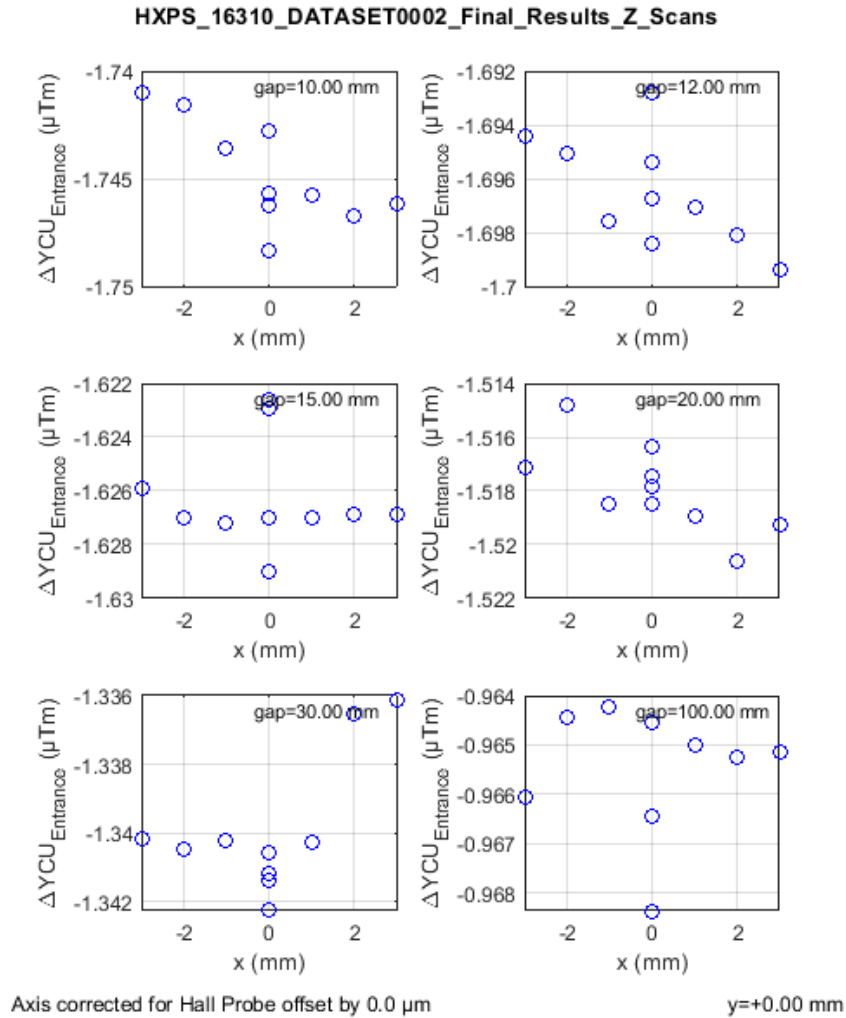 HXPS_16310_DATASET0002_Final_Results_Z_Scans
-1.74
-1.745
-1.75
ΔYCU_Entrance (μTm)
gap=10.00 mm
-2 0 2
x (mm)
-1.692
-1.694
-1.696
-1.698
-1.7
ΔYCU_Entrance (μTm)
gap=12.00 mm
-2 0 2
x (mm)
-1.622
-1.624
-1.626
-1.628
-1.63
ΔYCU_Entrance (μTm)
gap=15.00 mm
-2 0 2
x (mm)
-1.514
-1.516
-1.518
-1.52
-1.522
ΔYCU_Entrance (μTm)
gap=20.00 mm
-2 0 2
x (mm)
-1.336
-1.338
-1.34
-1.342
ΔYCU_Entrance (μTm)
gap=30.00 mm
-2 0 2
x (mm)
-0.964
-0.965
-0.966
-0.967
-0.968
ΔYCU_Entrance (μTm)
gap=100.00 mm
-2 0 2
x (mm)
Axis corrected for Hall Probe offset by 0.0 μm
y=+0.00 mm